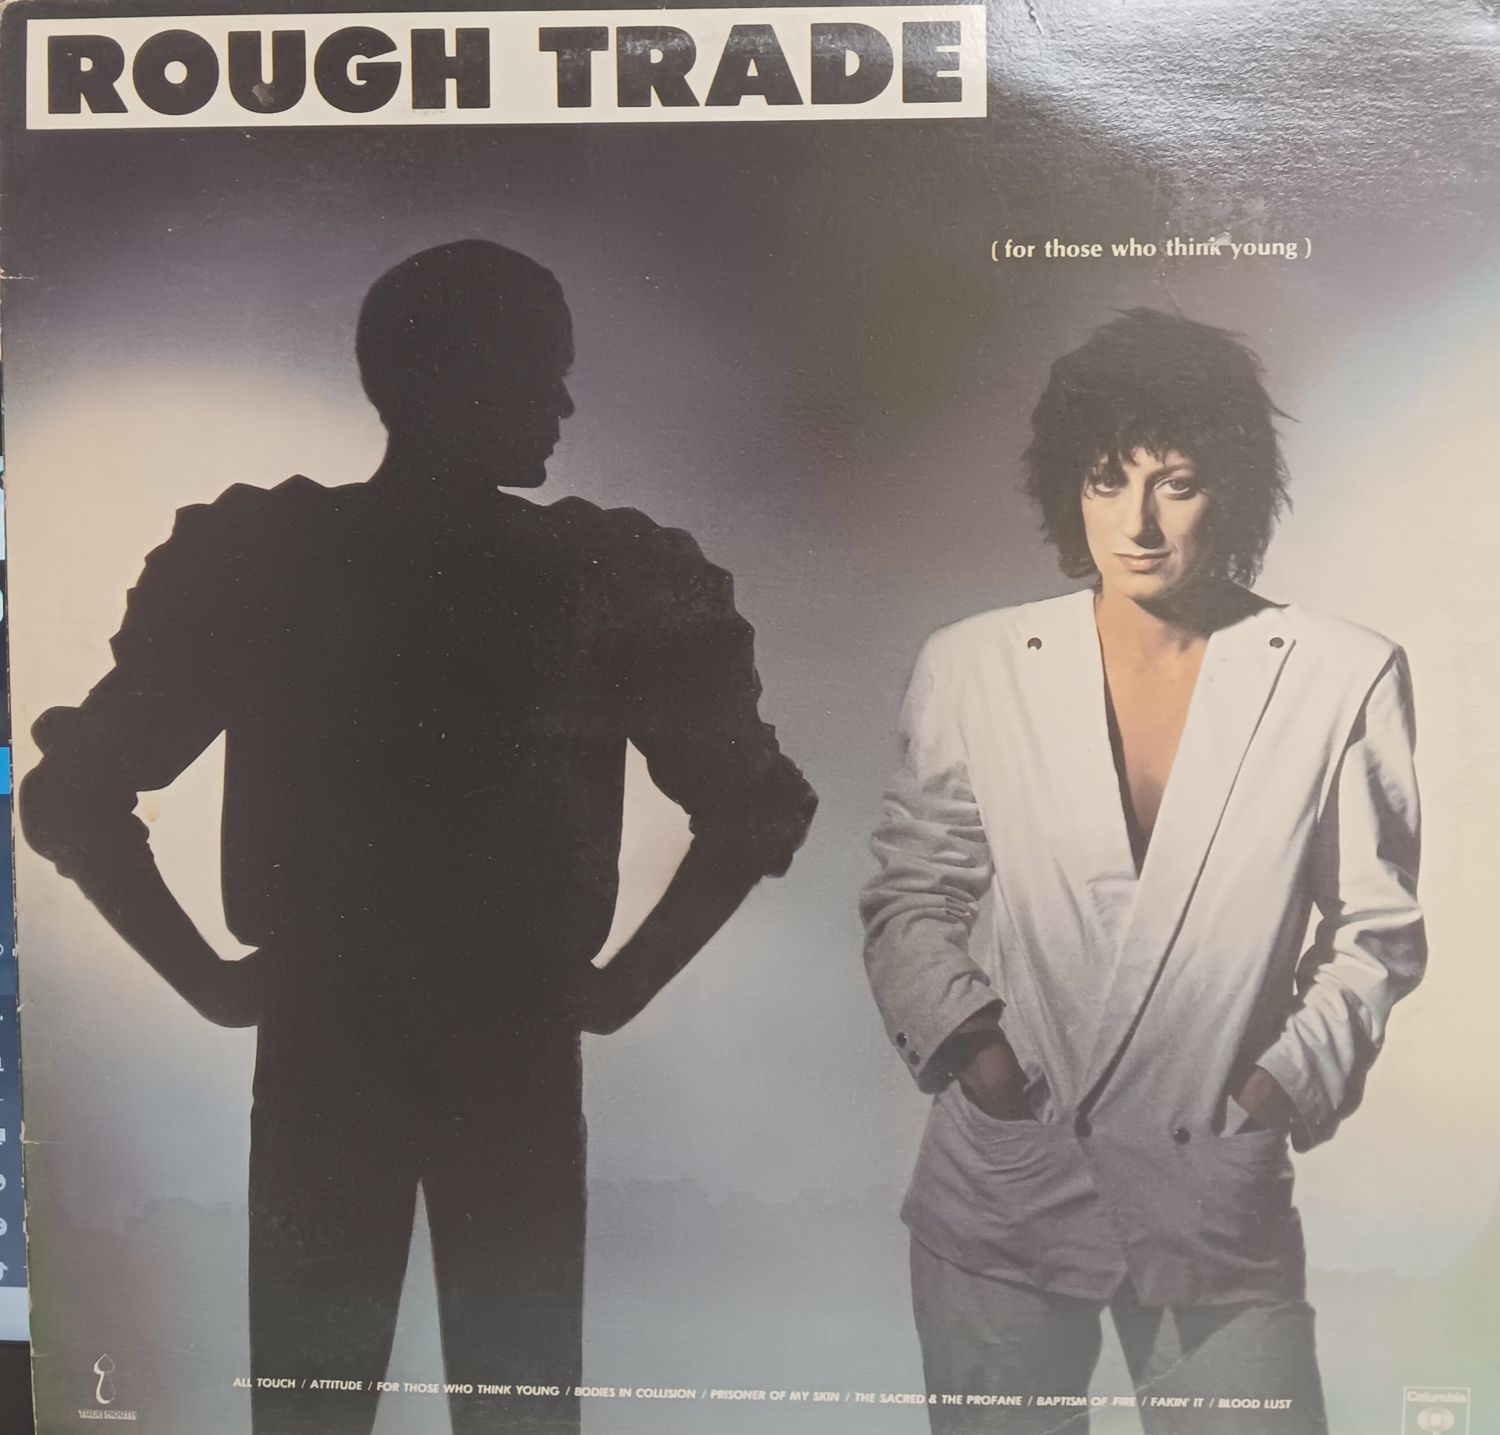 ROUGH TRADE
( for those who think young )
ALL TOUCH / ATTITUDE / FOR THOSE WHO THINK YOUNG / BODIES IN COLLISION / PRISONER OF MY SKIN / THE SACRED & THE PROFANE / BAPTISM OF FIRE / FAKIN' IT / BLOOD LUST
TRUE NORTH
Columbia